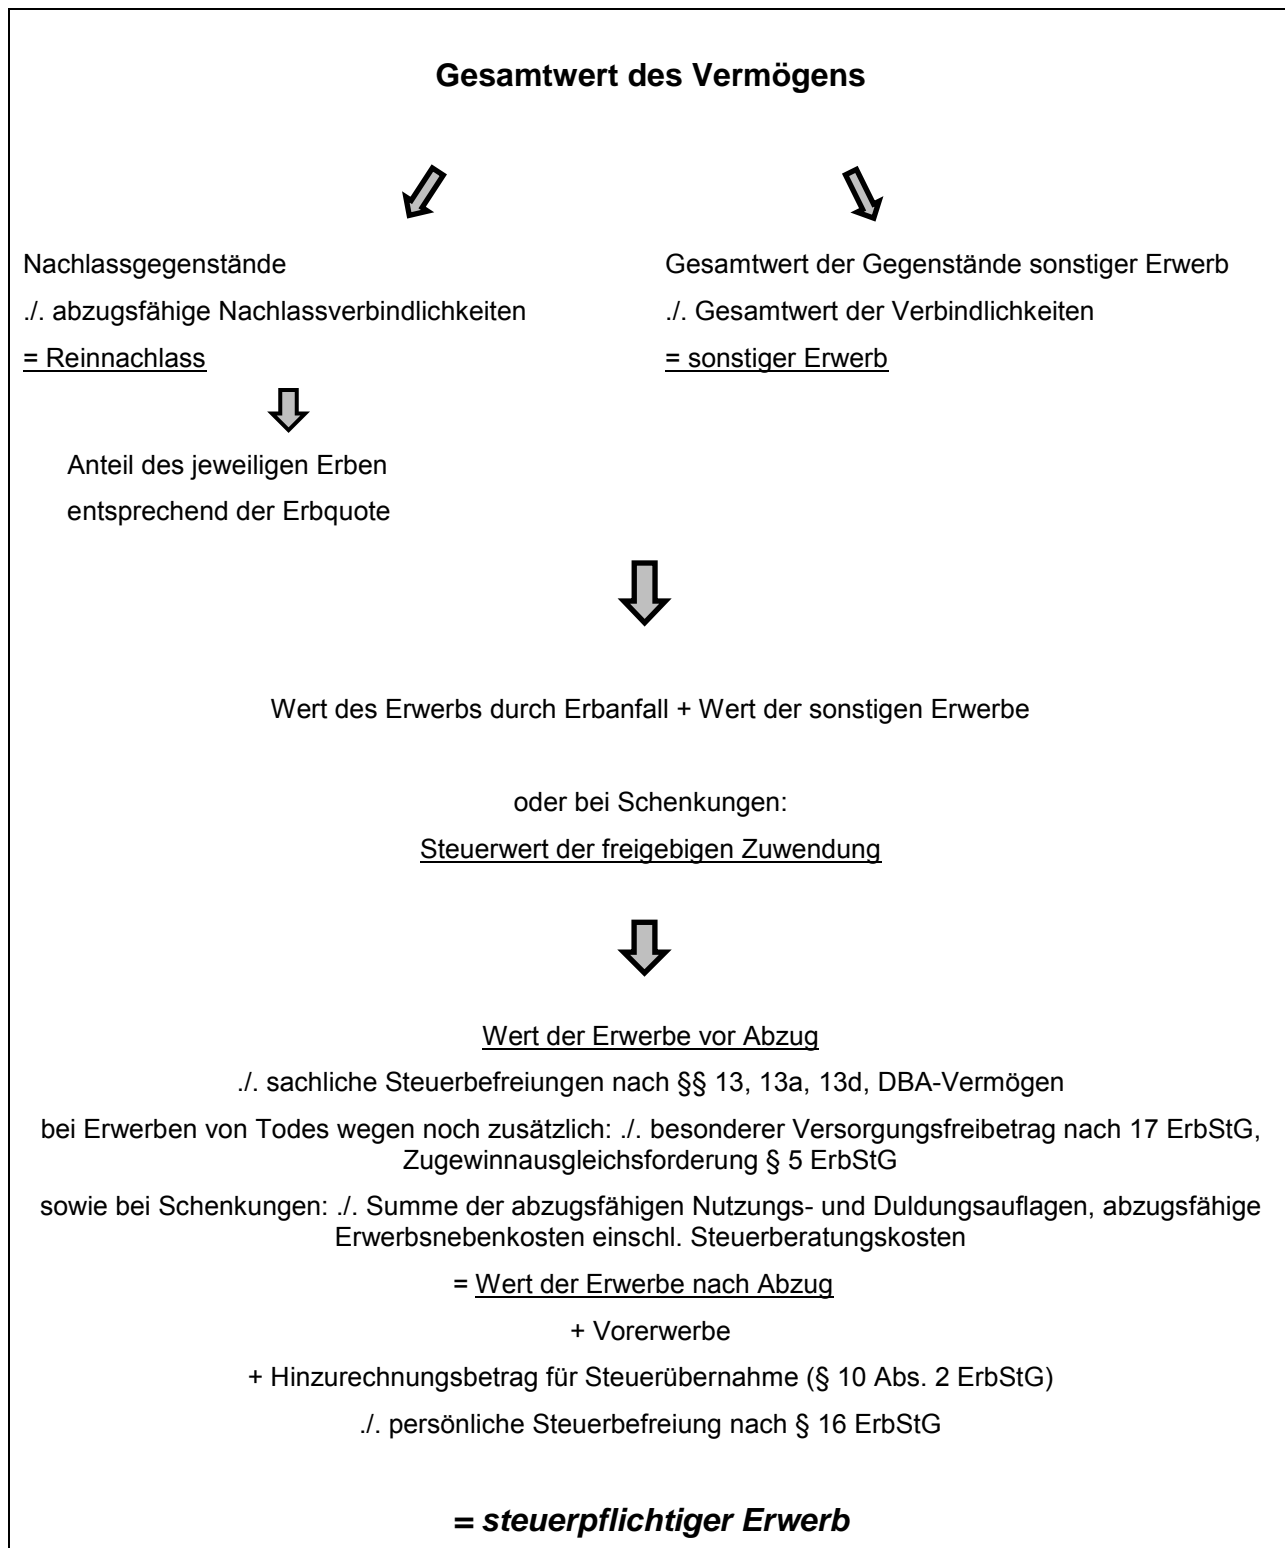 Gesamtwert des Vermögens
Nachlassgegenstände
./. abzugsfähige Nachlassverbindlichkeiten
= Reinnachlass
Gesamtwert der Gegenstände sonstiger Erwerb
./. Gesamtwert der Verbindlichkeiten
= sonstiger Erwerb
Anteil des jeweiligen Erben
entsprechend der Erbquote
Wert des Erwerbs durch Erbanfall + Wert der sonstigen Erwerbe
oder bei Schenkungen:
Steuerwert der freigebigen Zuwendung
Wert der Erwerbe vor Abzug
./. sachliche Steuerbefreiungen nach §§ 13, 13a, 13d, DBA-Vermögen
bei Erwerben von Todes wegen noch zusätzlich: ./. besonderer Versorgungsfreibetrag nach 17 ErbStG,
Zugewinnausgleichsforderung § 5 ErbStG
sowie bei Schenkungen: ./. Summe der abzugsfähigen Nutzungs- und Duldungsauflagen, abzugsfähige
Erwerbsnebenkosten einschl. Steuerberatungskosten
= Wert der Erwerbe nach Abzug
+ Vorerwerbe
+ Hinzurechnungsbetrag für Steuerübernahme (§ 10 Abs. 2 ErbStG)
./. persönliche Steuerbefreiung nach § 16 ErbStG
= steuerpflichtiger Erwerb